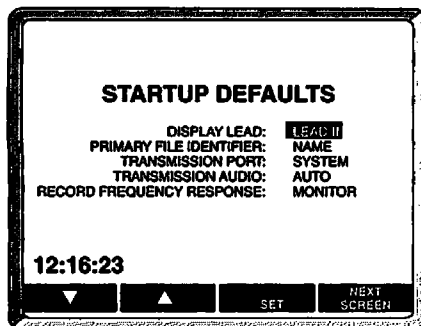 STARTUP DEFAULTS
DISPLAY LEAD: LEAD II
PRIMARY FILE IDENTIFIER: NAME
TRANSMISSION PORT: SYSTEM
TRANSMISSION AUDIO: AUTO
RECORD FREQUENCY RESPONSE: MONITOR
12:16:23
SET
NEXT
SCREEN